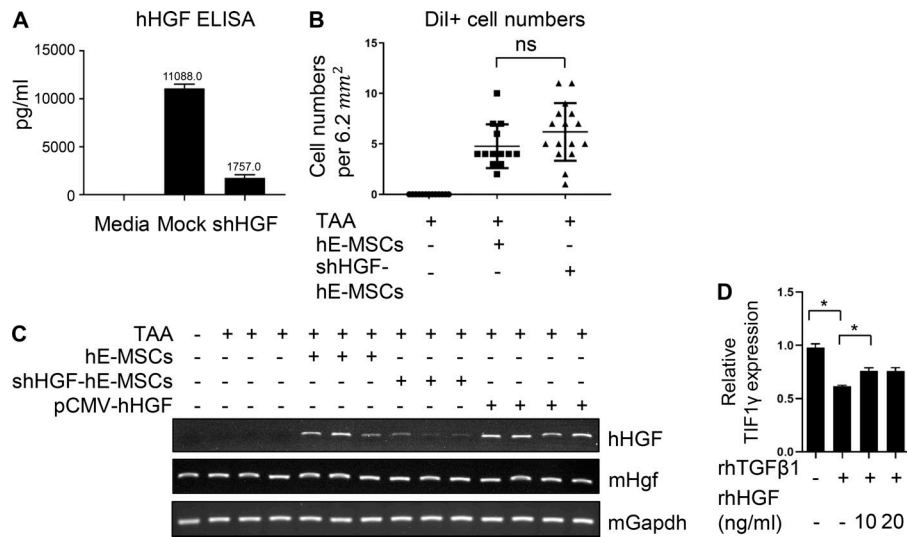 A
hHGF ELISA
pg/ml
15000
10000
5000
0
11088.0
1757.0
Media Mock shHGF
B
DiI+ cell numbers
Cell numbers
per 6.2 mm²
15
10
5
0
ns
TAA + + +
hE-MSCs - + -
shHGF-
hE-MSCs - - +
C
TAA - + + + + + + + + + + + + +
hE-MSCs - - - - + + + - - - - - - -
shHGF-hE-MSCs - - - - - - - + + + - - - -
pCMV-hHGF - - - - - - - - - - + + + +
hHGF
mHgf
mGapdh
D
Relative
TIF1γ expression
1.5
1.0
0.5
0.0
*
*
rhTGFβ1 - + + +
rhHGF
(ng/ml) - - 10 20